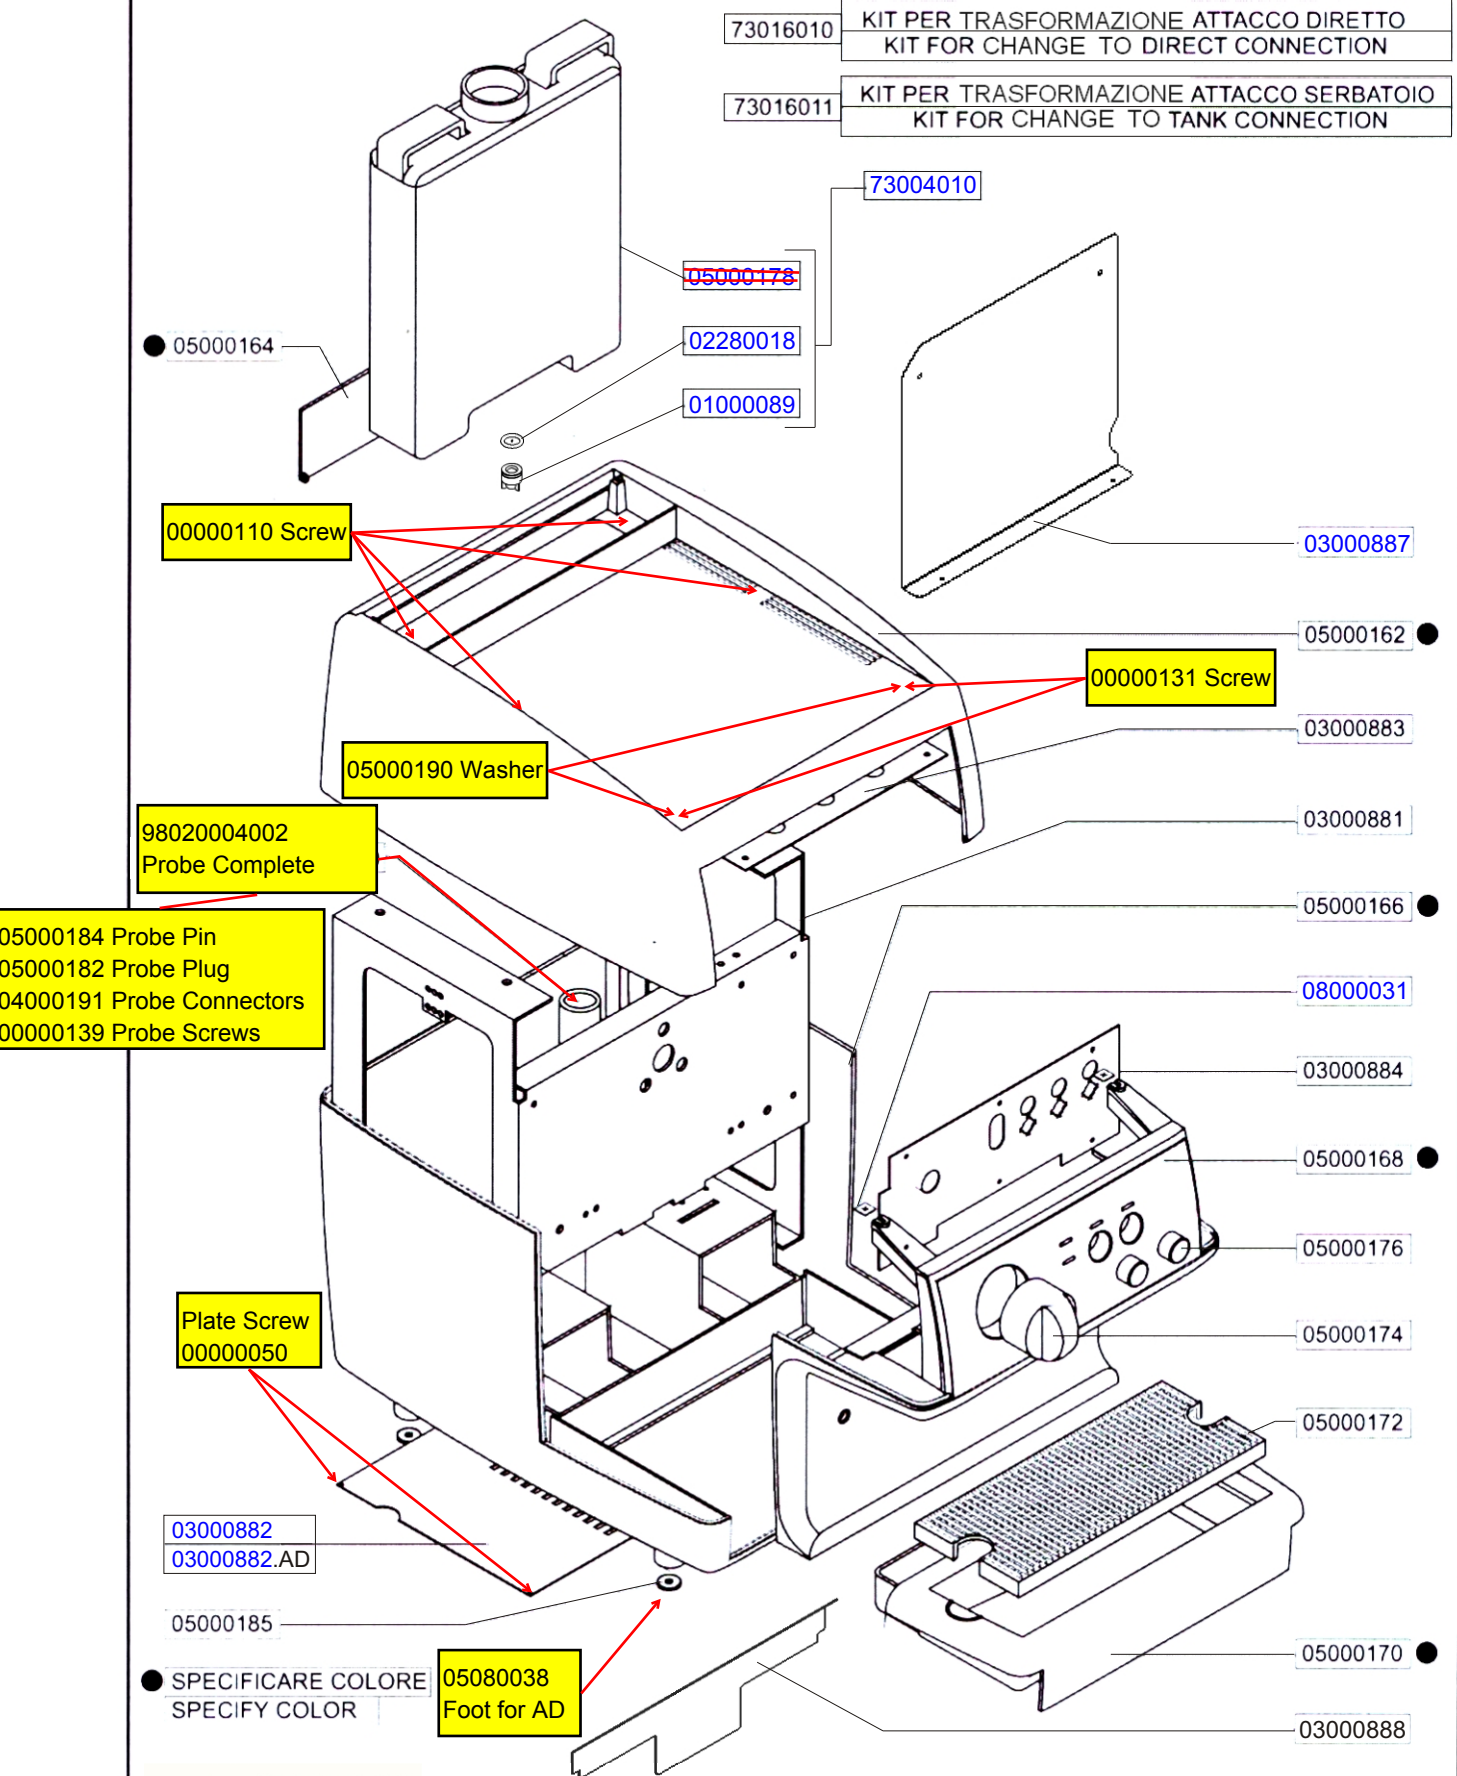 73016010
KIT PER TRASFORMAZIONE ATTACCO DIRETTO
KIT FOR CHANGE TO DIRECT CONNECTION
73016011
KIT PER TRASFORMAZIONE ATTACCO SERBATOIO
KIT FOR CHANGE TO TANK CONNECTION
73004010
05000178
02280018
05000164
01000089
00000110 Screw
03000887
05000162
00000131 Screw
03000883
05000190 Washer
03000881
98020004002
Probe Complete
05000166
05000184 Probe Pin
05000182 Probe Plug
04000191 Probe Connectors
00000139 Probe Screws
08000031
03000884
05000168
05000176
Plate Screw
00000050
05000174
05000172
03000882
03000882.AD
05000185
05000170
SPECIFICARE COLORE
SPECIFY COLOR
05080038
Foot for AD
03000888